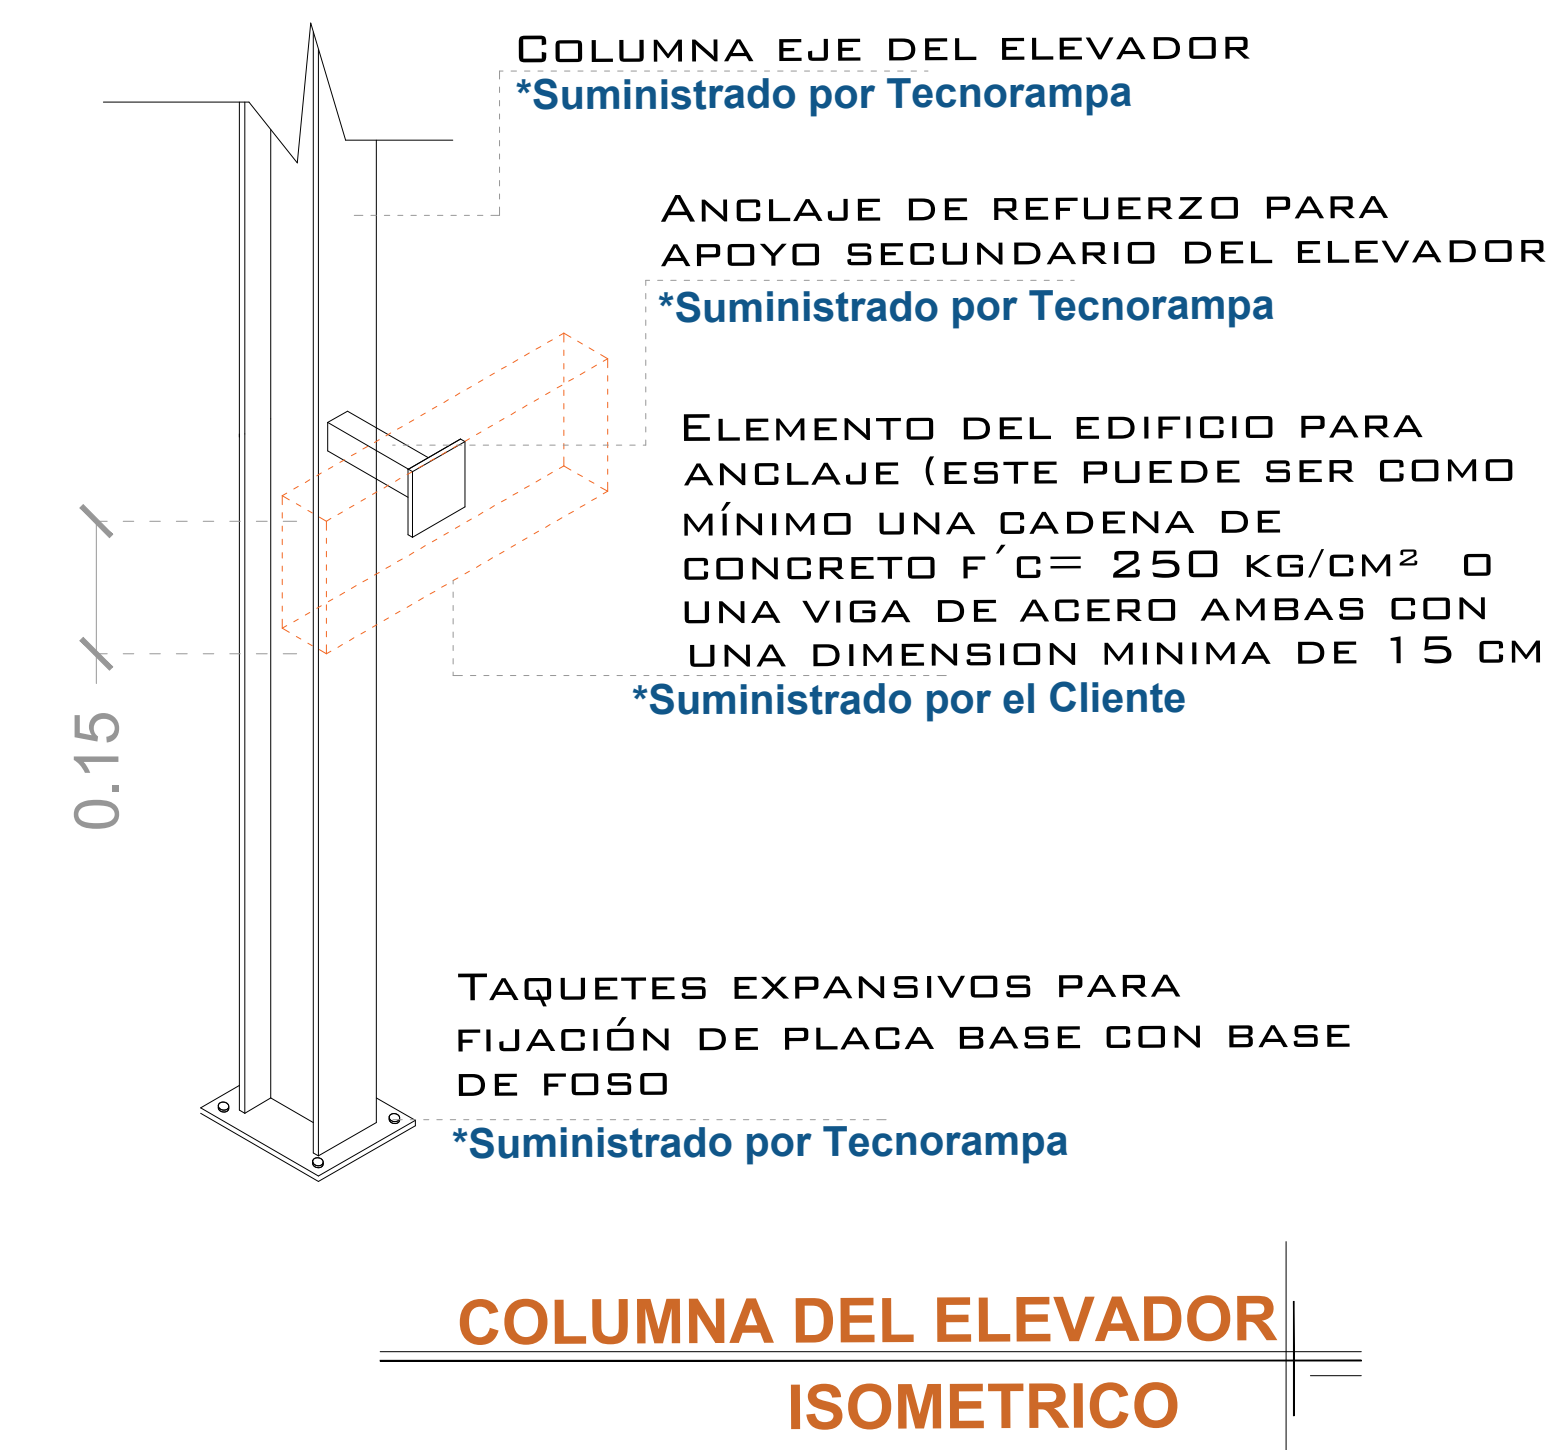 COLUMNA EJE DEL ELEVADOR
*Suministrado por Tecnorampa
ANCLAJE DE REFUERZO PARA
APOYO SECUNDARIO DEL ELEVADOR
*Suministrado por Tecnorampa
ELEMENTO DEL EDIFICIO PARA
ANCLAJE (ESTE PUEDE SER COMO
MÍNIMO UNA CADENA DE
CONCRETO F´C= 250 KG/CM² O
UNA VIGA DE ACERO AMBAS CON
UNA DIMENSION MINIMA DE 15 CM
*Suministrado por el Cliente
0.15
TAQUETES EXPANSIVOS PARA
FIJACIÓN DE PLACA BASE CON BASE
DE FOSO
*Suministrado por Tecnorampa
COLUMNA DEL ELEVADOR
ISOMETRICO